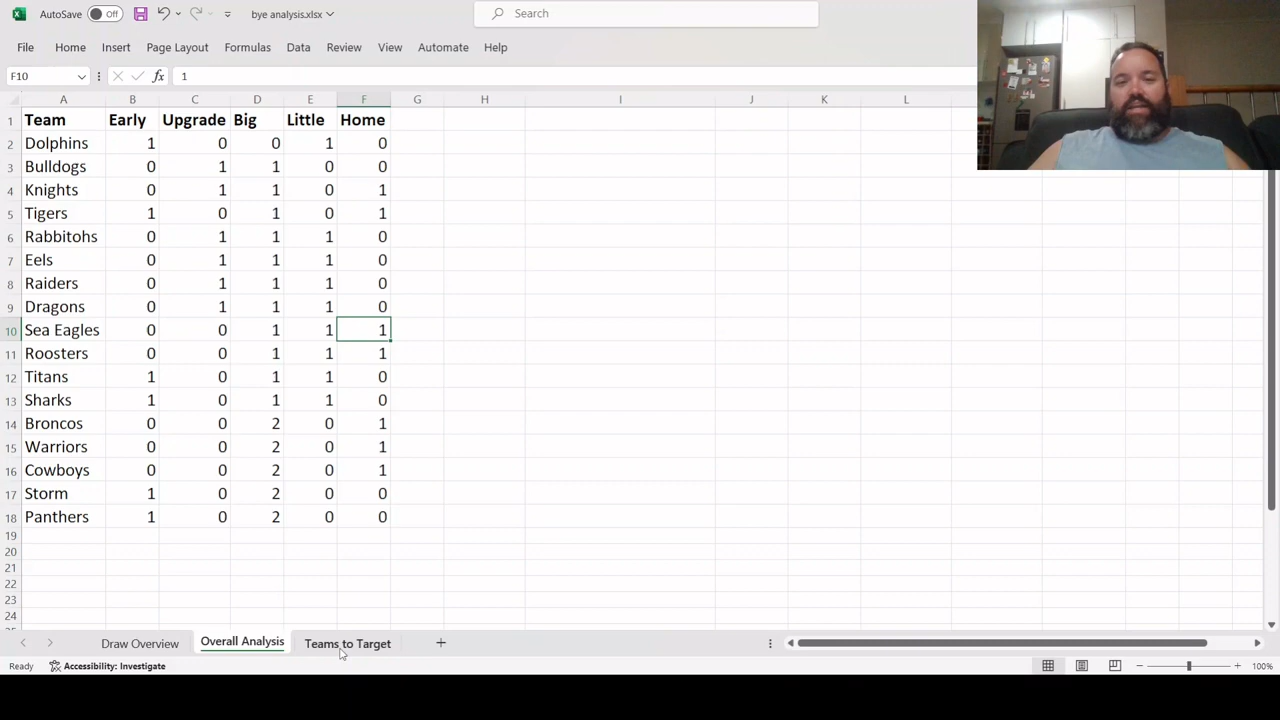 AutoSave Off bye analysis.xlsx Search
File Home Insert Page Layout Formulas Data Review View Automate Help
F10 fx 1
A B C D E F G H I J K L
1 Team Early Upgrade Big Little Home
2 Dolphins 1 0 0 1 0
3 Bulldogs 0 1 1 0 0
4 Knights 0 1 1 0 1
5 Tigers 1 0 1 0 1
6 Rabbitohs 0 1 1 1 0
7 Eels 0 1 1 1 0
8 Raiders 0 1 1 1 0
9 Dragons 0 1 1 1 0
10 Sea Eagles 0 0 1 1 1
11 Roosters 0 0 1 1 1
12 Titans 1 0 1 1 0
13 Sharks 1 0 1 1 0
14 Broncos 0 0 2 0 1
15 Warriors 0 0 2 0 1
16 Cowboys 0 0 2 0 1
17 Storm 1 0 2 0 0
18 Panthers 1 0 2 0 0
19
20
21
22
23
24
Draw Overview Overall Analysis Teams to Target
Ready Accessibility: Investigate 100%